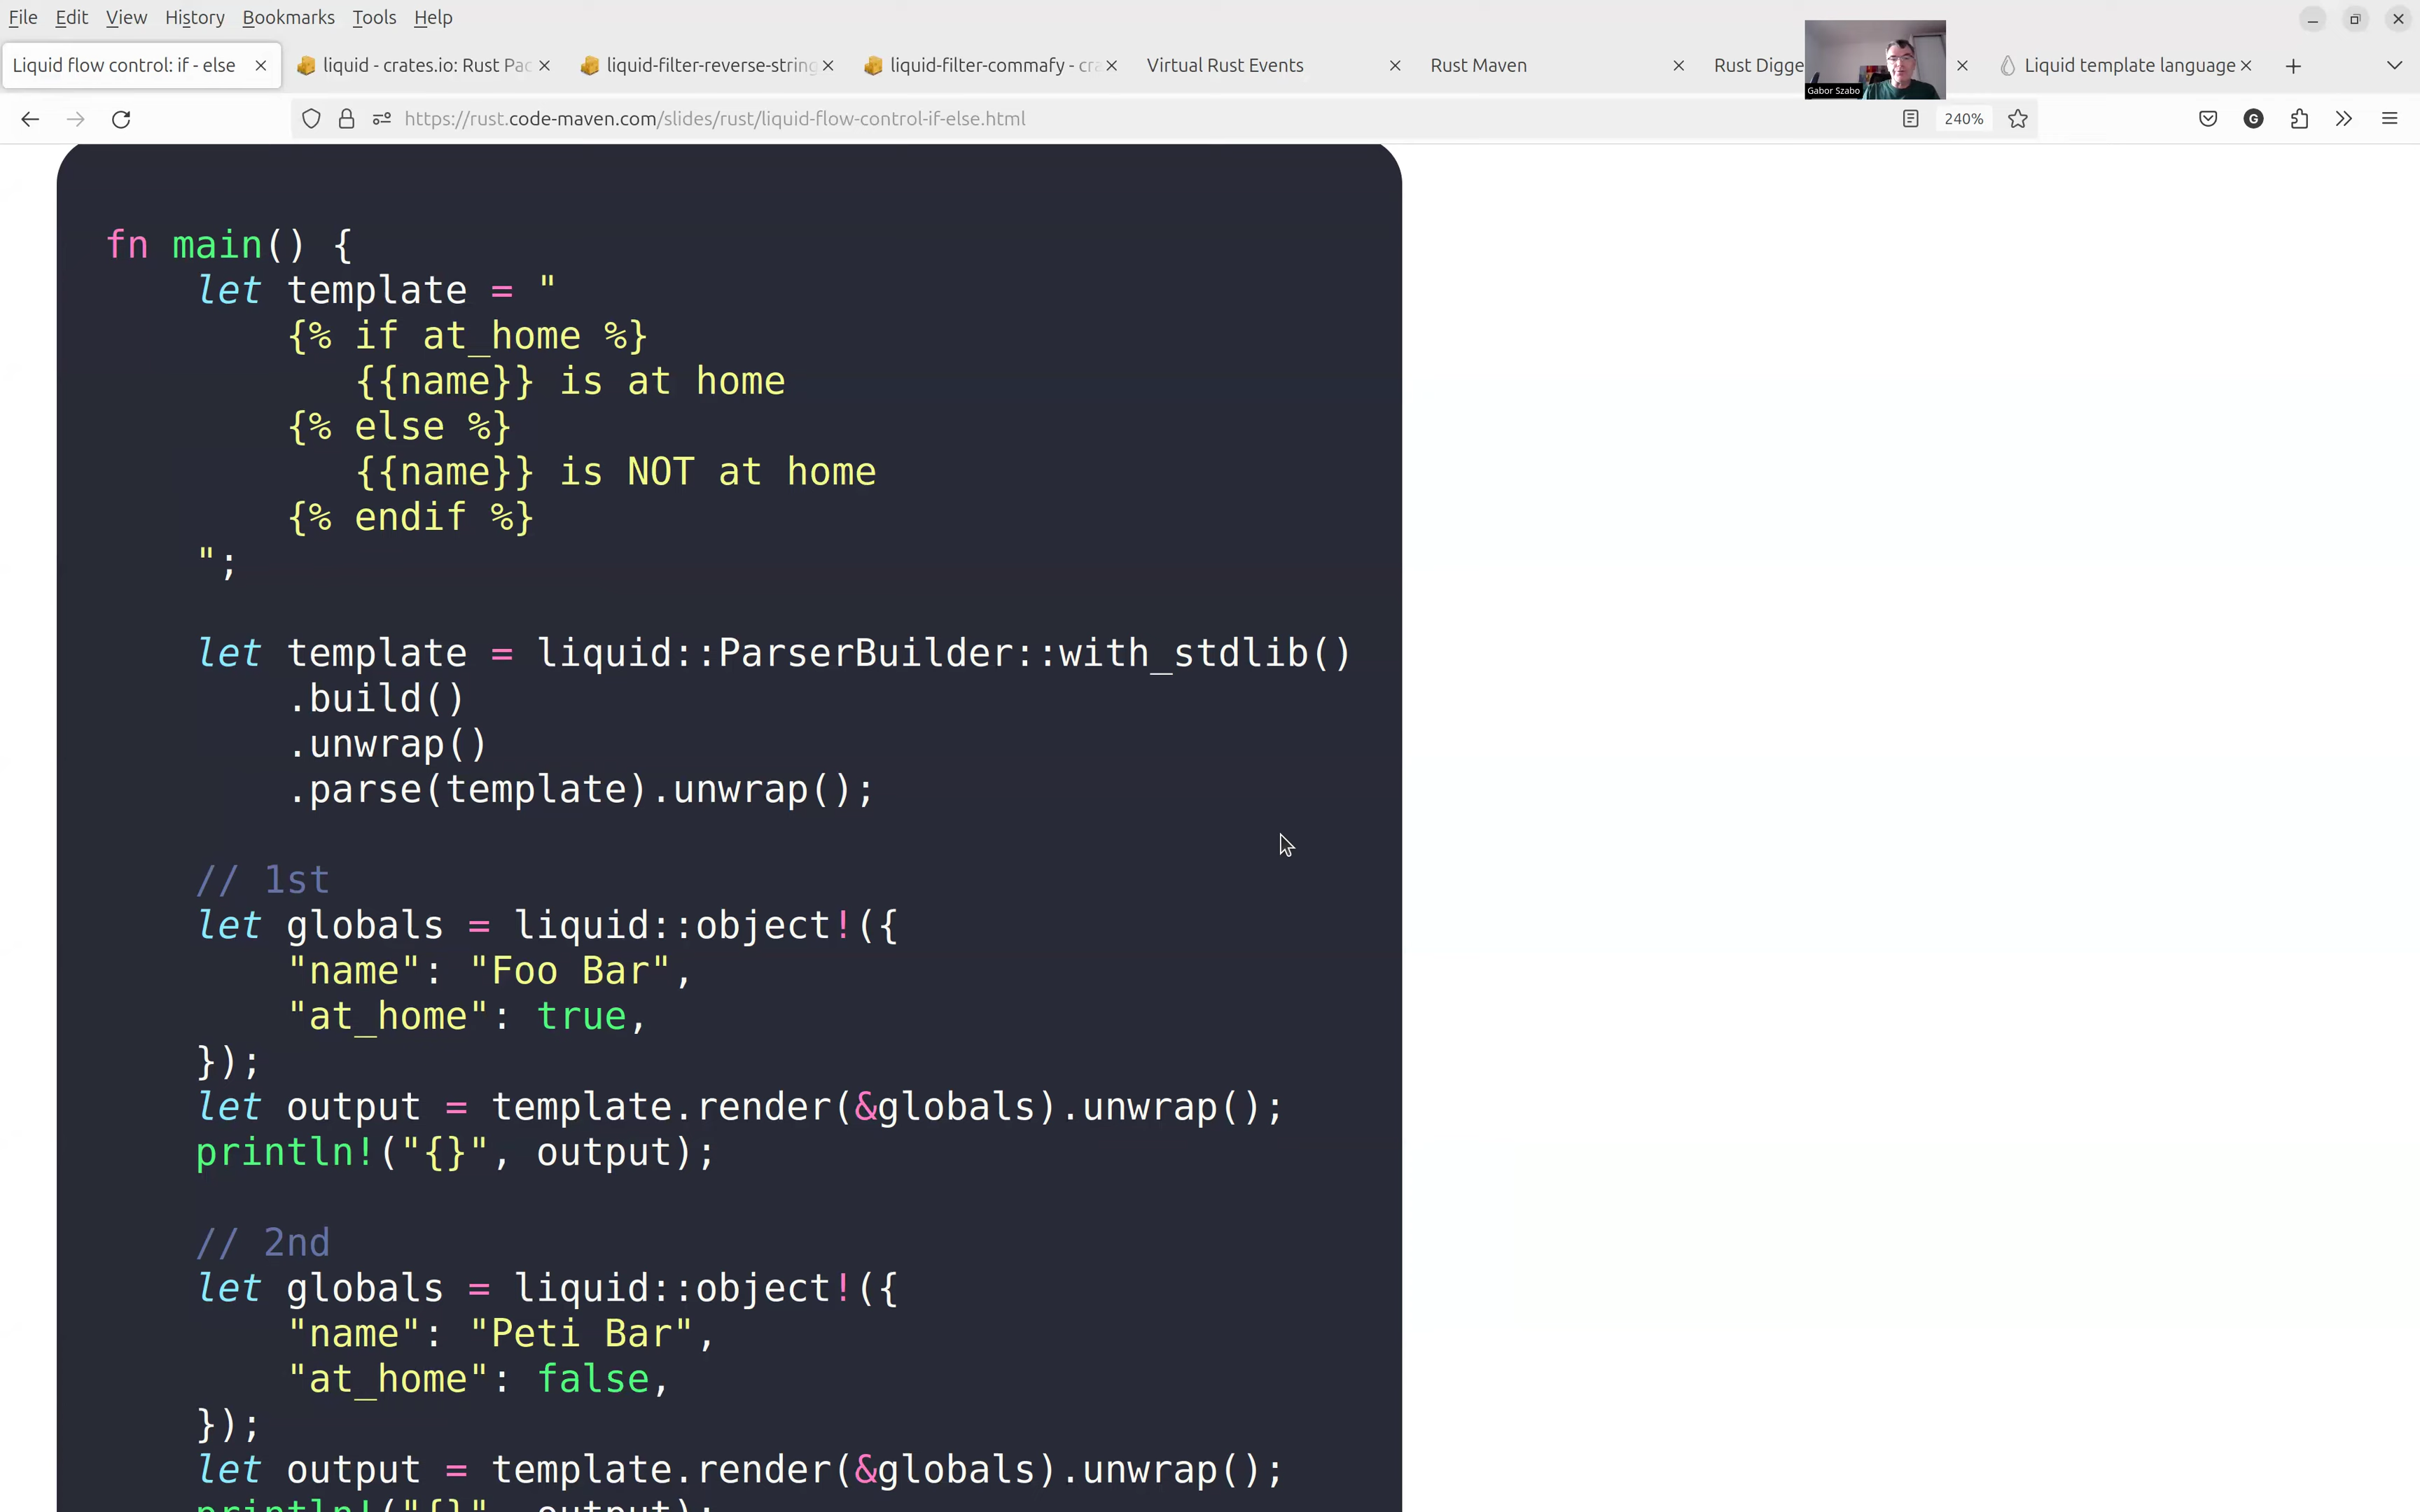 File Edit View History Bookmarks Tools Help
Liquid flow control: if - else liquid - crates.io: Rust Pac liquid-filter-reverse-string liquid-filter-commafy - cra Virtual Rust Events Rust Maven Rust Digge Liquid template language
Gabor Szabo
https://rust.code-maven.com/slides/rust/liquid-flow-control-if-else.html 240% G
fn main() {
    let template = "
        {% if at_home %}
           {{name}} is at home
        {% else %}
           {{name}} is NOT at home
        {% endif %}
    ";

    let template = liquid::ParserBuilder::with_stdlib()
        .build()
        .unwrap()
        .parse(template).unwrap();

    // 1st
    let globals = liquid::object!({
        "name": "Foo Bar",
        "at_home": true,
    });
    let output = template.render(&globals).unwrap();
    println!("{}", output);

    // 2nd
    let globals = liquid::object!({
        "name": "Peti Bar",
        "at_home": false,
    });
    let output = template.render(&globals).unwrap();
    println!("{}", output);